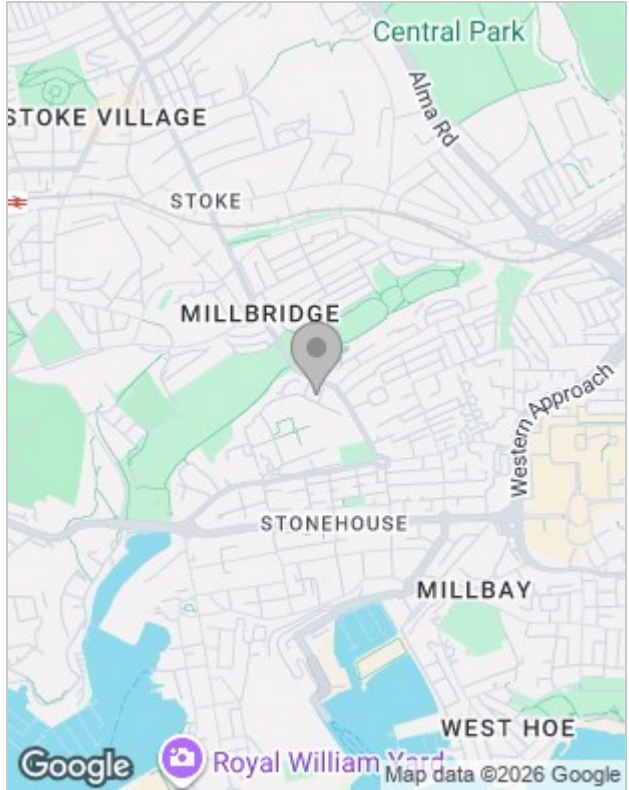 Central Park
Alma Rd
STOKE VILLAGE
STOKE
MILLBRIDGE
Western Approach
STONEHOUSE
MILLBAY
WEST HOE
Royal William Yard
Google
Map data ©2026 Google